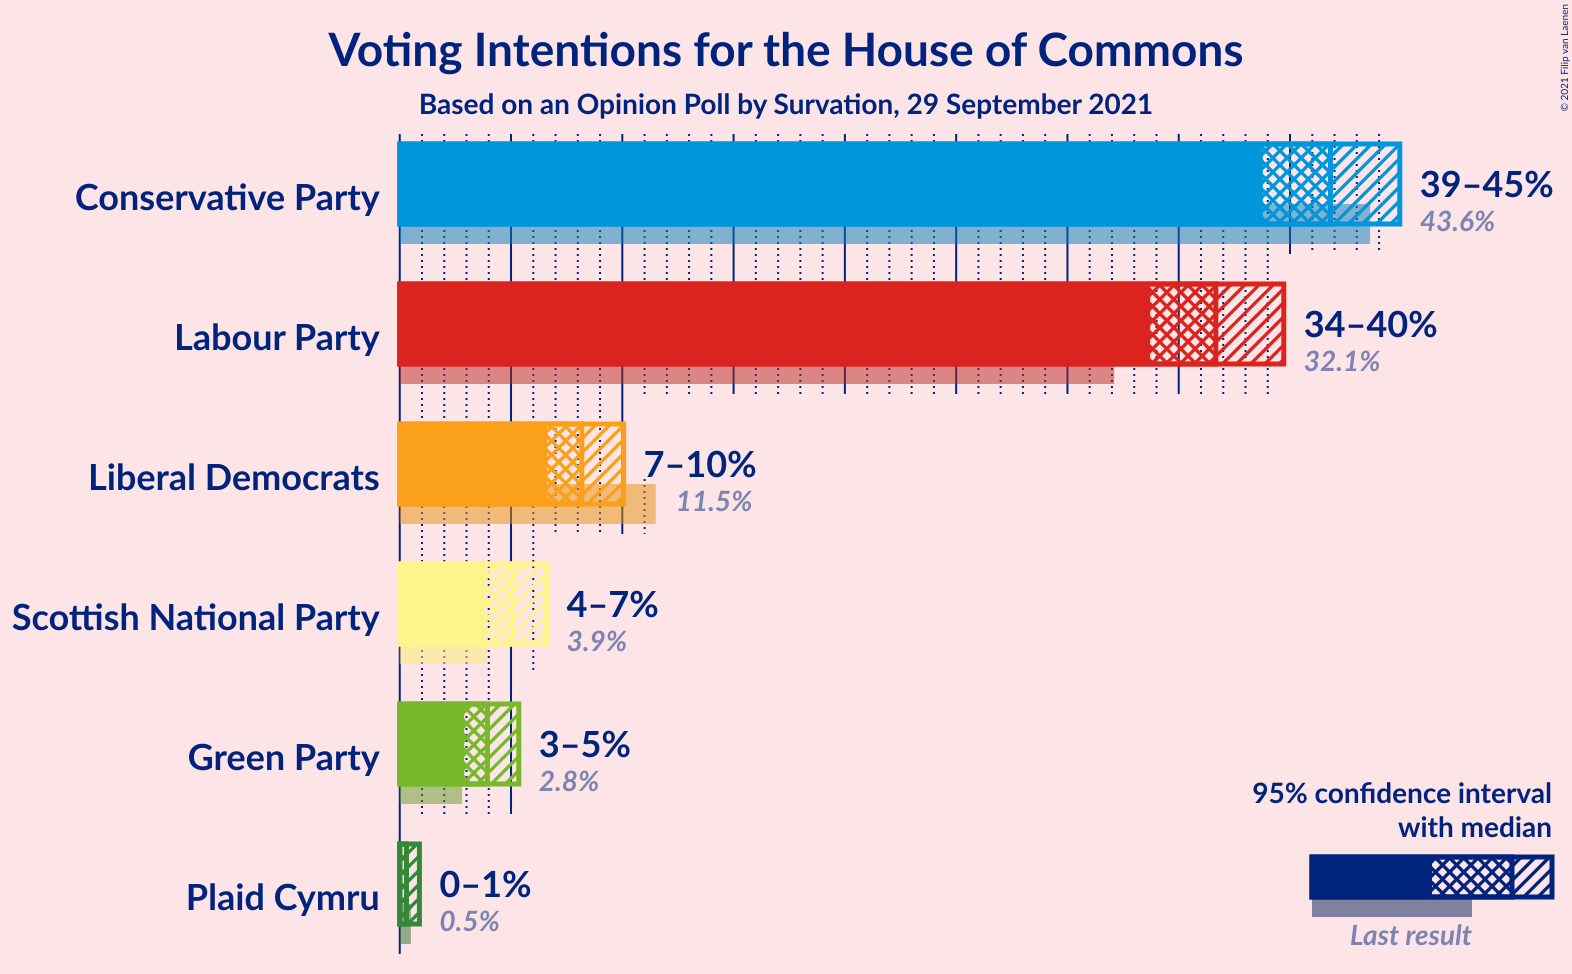 Voting Intentions for the House of Commons
Based on an Opinion Poll by Survation, 29 September 2021
© 2021 Filip van Laenen
Conservative Party
39–45%
43.6%
Labour Party
34–40%
32.1%
Liberal Democrats
7–10%
11.5%
Scottish National Party
4–7%
3.9%
Green Party
3–5%
2.8%
Plaid Cymru
0–1%
0.5%
95% confidence interval
with median
Last result